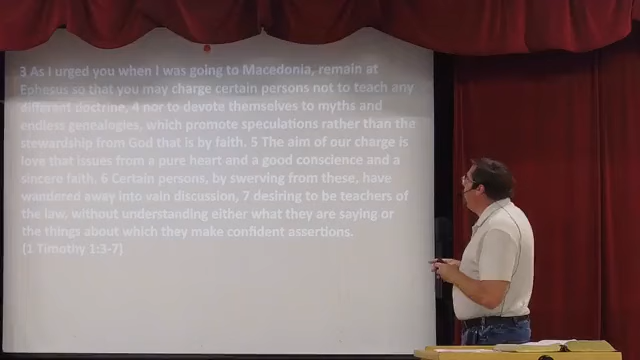 3 As I urged you when I was going to Macedonia, remain at
Ephesus so that you may charge certain persons not to teach any
different doctrine, 4 nor to devote themselves to myths and
endless genealogies, which promote speculations rather than the
stewardship from God that is by faith. 5 The aim of our charge is
love that issues from a pure heart and a good conscience and a
sincere faith. 6 Certain persons, by swerving from these, have
wandered away into vain discussion, 7 desiring to be teachers of
the law, without understanding either what they are saying or
the things about which they make confident assertions.
(1 Timothy 1:3-7)